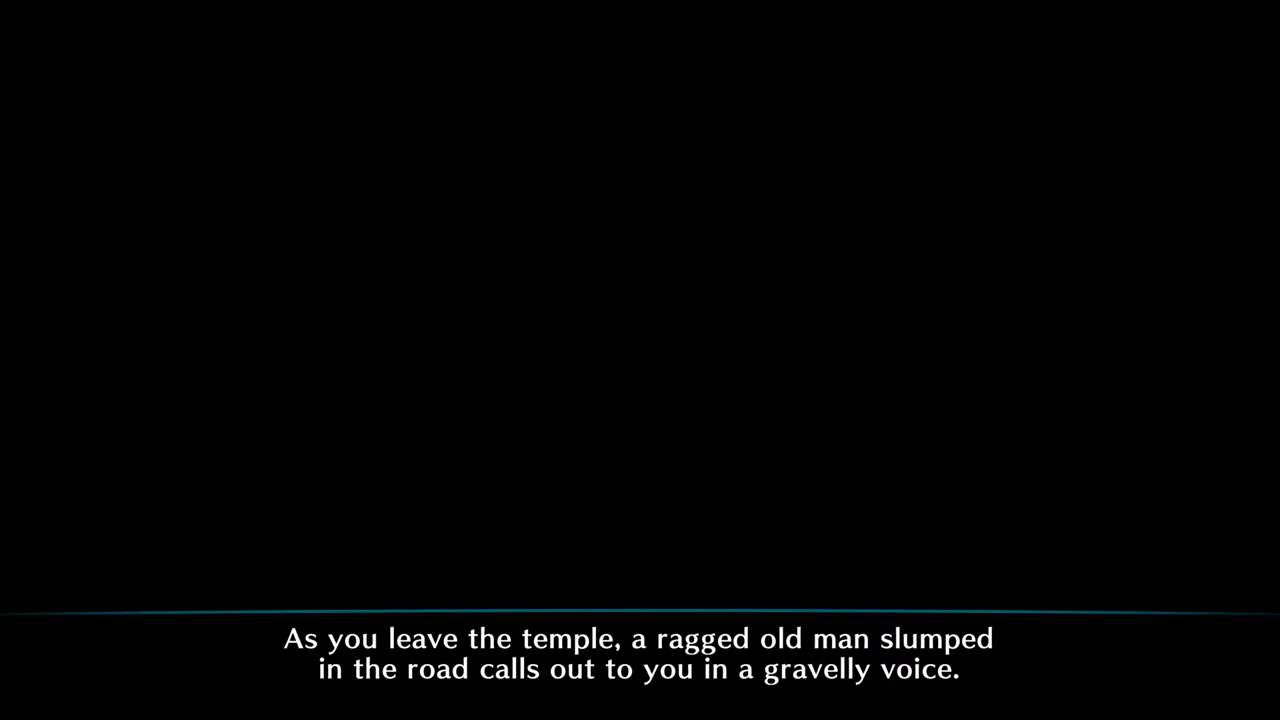 As you leave the temple, a ragged old man slumped
in the road calls out to you in a gravelly voice.